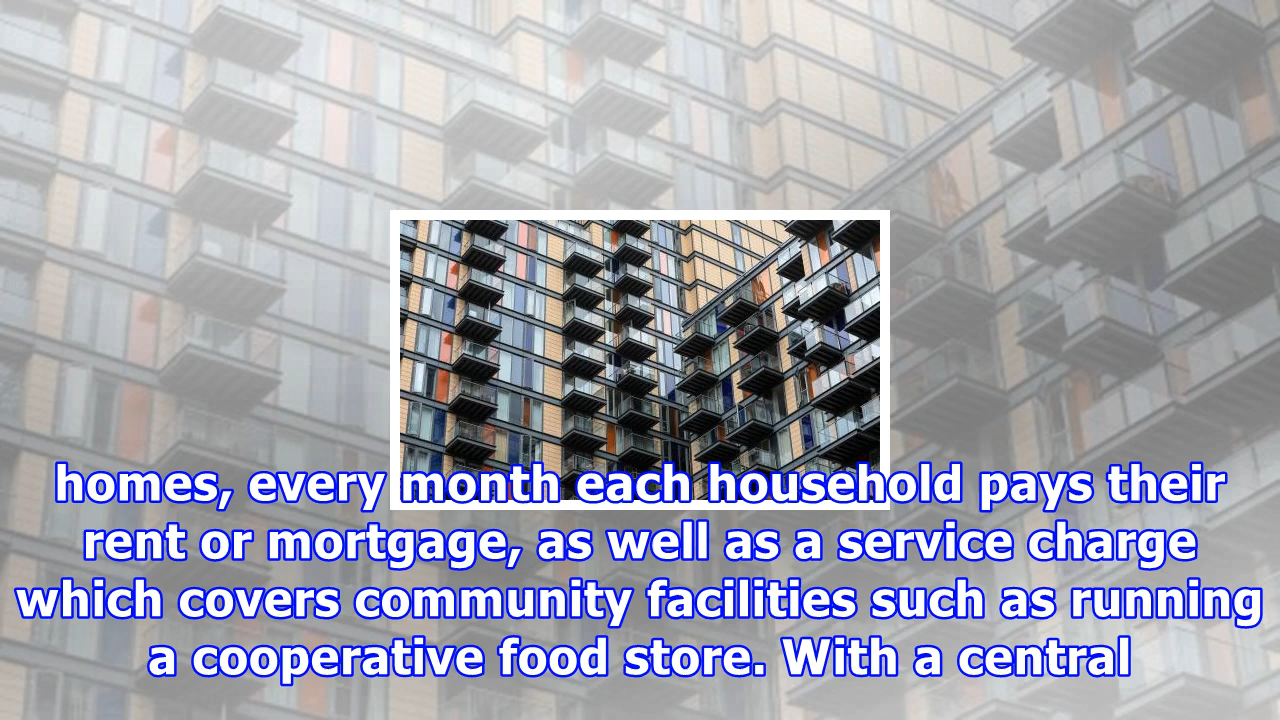 homes, every month each household pays their
rent or mortgage, as well as a service charge
which covers community facilities such as running
a cooperative food store. With a central